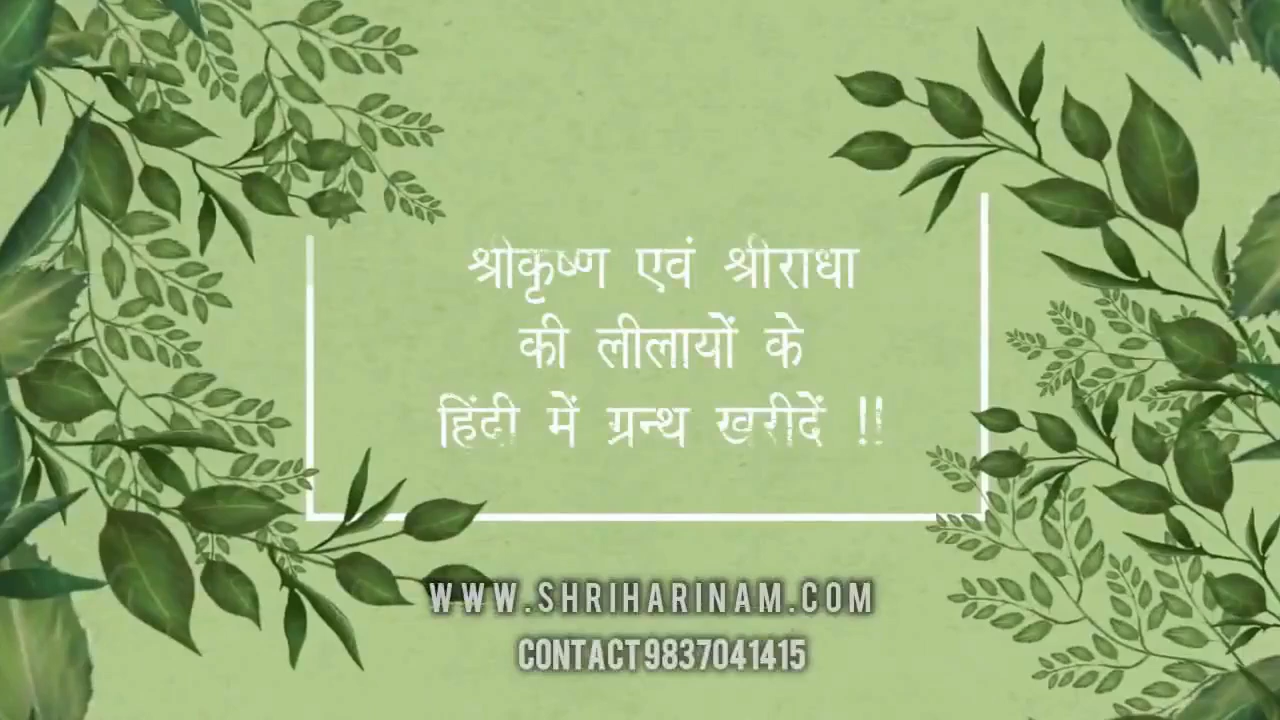 श्रीकृष्ण एवं श्रीराधा
की लीलायों के
हिंदी में ग्रन्थ खरीदें !!
WWW.SHRIHARINAM.COM
CONTACT 9837041415